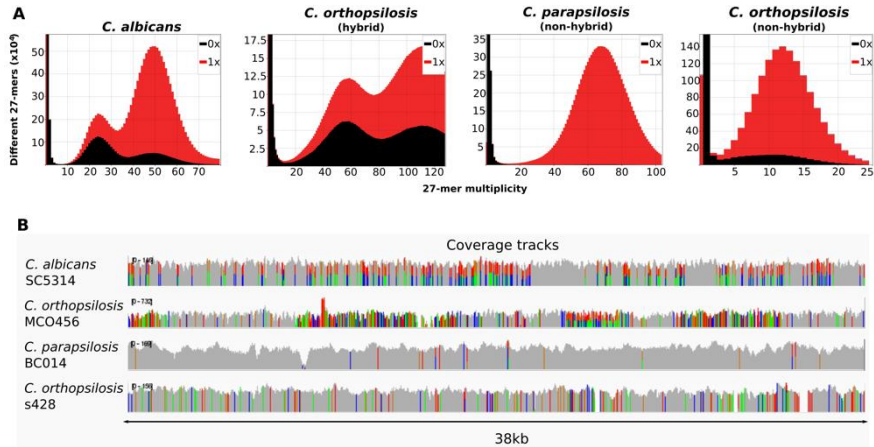 A
C. albicans
C. orthopsilosis
(hybrid)
C. parapsilosis
(non-hybrid)
C. orthopsilosis
(non-hybrid)
Different 27-mers (x10⁴)
50
40
30
20
10
10 20 30 40 50 60 70
0x
1x
17.5
15
12.5
10
7.5
5
2.5
20 40 60 80 100 120
0x
1x
35
30
25
20
15
10
5
20 40 60 80 100
0x
1x
140
120
100
80
60
40
20
5 10 15 20 25
0x
1x
27-mer multiplicity
B
Coverage tracks
C. albicans
SC5314
C. orthopsilosis
MCO456
[0 - 732]
C. parapsilosis
BC014
C. orthopsilosis
s428
38kb